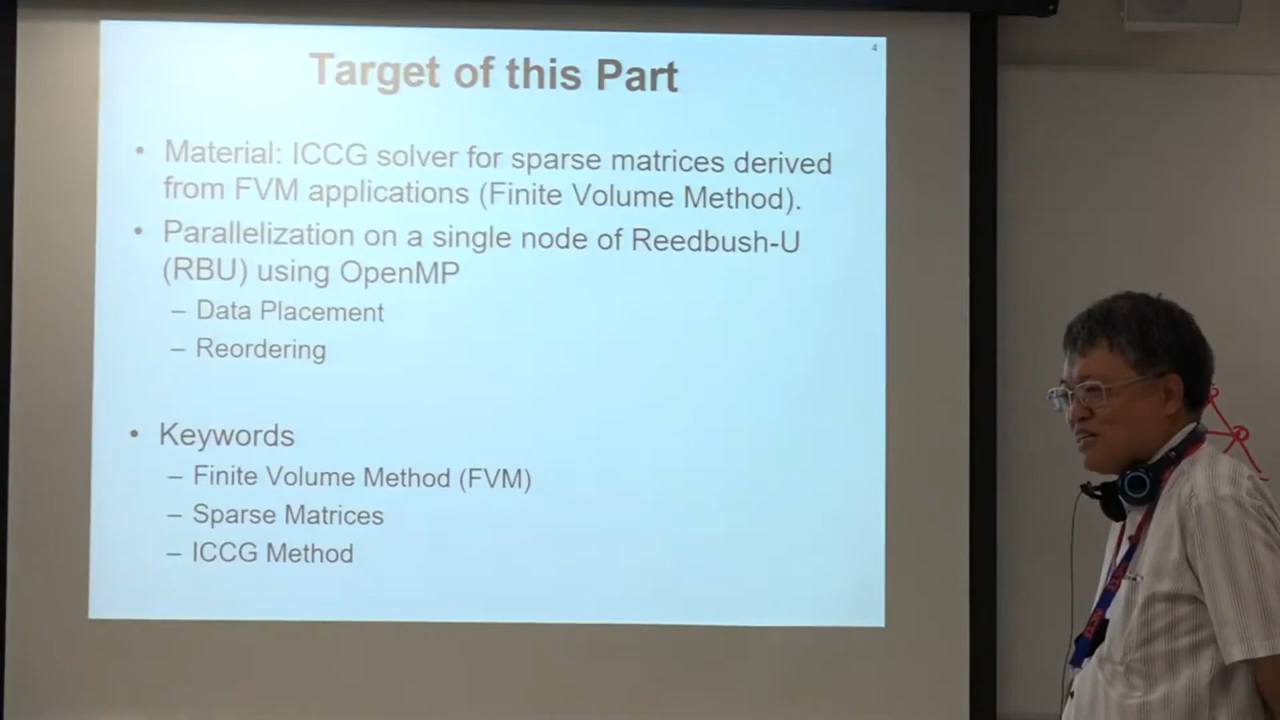 4
Target of this Part
• Material: ICCG solver for sparse matrices derived
from FVM applications (Finite Volume Method).
• Parallelization on a single node of Reedbush-U
(RBU) using OpenMP
– Data Placement
– Reordering
• Keywords
– Finite Volume Method (FVM)
– Sparse Matrices
– ICCG Method